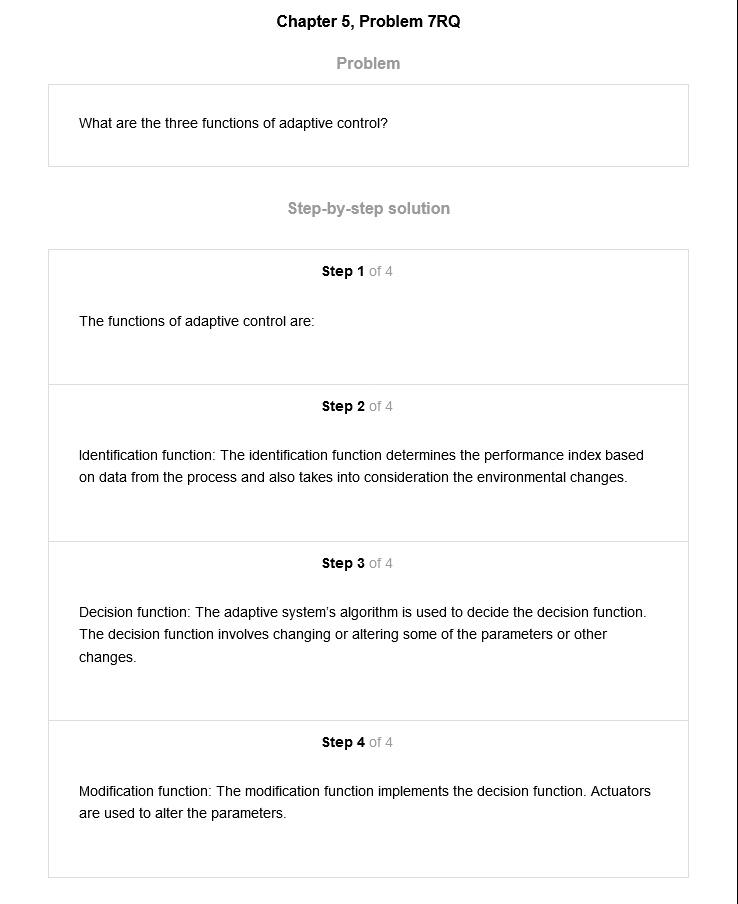 Chapter 5, Problem 7RQ
Problem
What are the three functions of adaptive control?
Step-by-step solution
Step 1 of 4
The functions of adaptive control are:
Step 2 of 4
Identification function: The identification function determines the performance index based
on data from the process and also takes into consideration the environmental changes.
Step 3 of 4
Decision function: The adaptive system's algorithm is used to decide the decision function.
The decision function involves changing or altering some of the parameters or other
changes.
Step 4 of 4
Modification function: The modification function implements the decision function. Actuators
are used to alter the parameters.